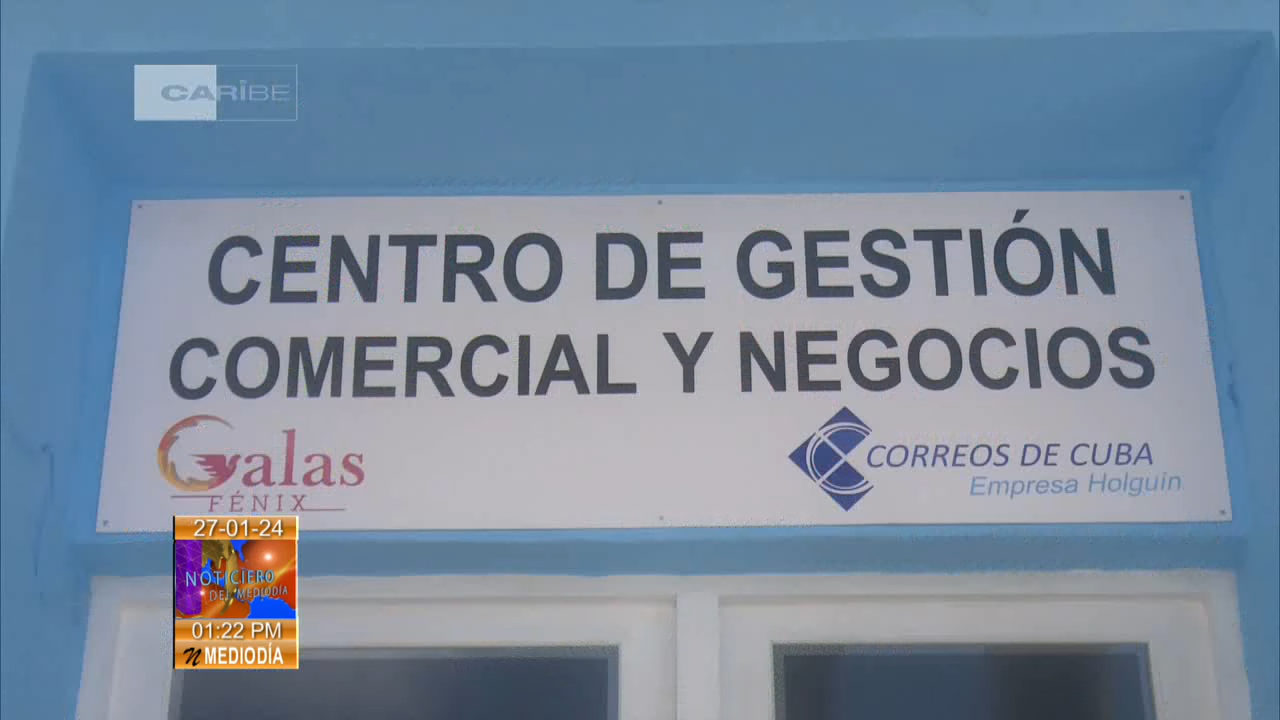 CARIBE
CENTRO DE GESTIÓN
COMERCIAL Y NEGOCIOS
Galas
FÉNIX
CORREOS DE CUBA
Empresa Holguín
27-01-24
NOTICIERO
DEL MEDIODÍA
01:22 PM
n MEDIODÍA